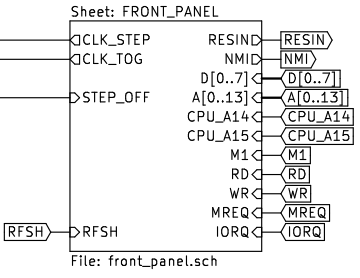 Sheet: FRONT_PANEL
CLK_STEP RESIN RESIN
CLK_TOG NMI NMI
D[0..7] D[0..7]
STEP_OFF A[0..13] A[0..13]
CPU_A14 CPU_A14
CPU_A15 CPU_A15
M1 M1
RD RD
WR WR
MREQ MREQ
RFSH RFSH IORQ IORQ
File: front_panel.sch